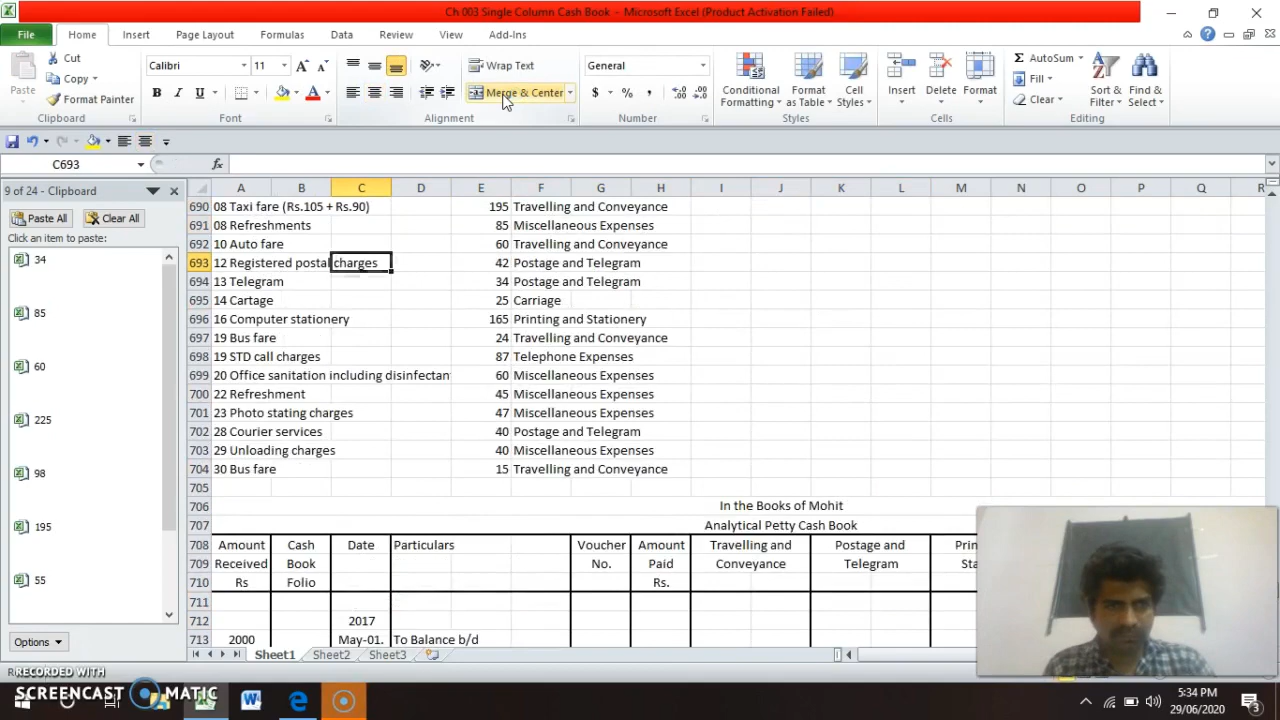 Ch 003 Single Column Cash Book - Microsoft Excel (Product Activation Failed)
File Home Insert Page Layout Formulas Data Review View Add-Ins
Paste
Cut
Copy
Format Painter
Calibri 11
B I U
Wrap Text
Merge & Center
General
$ % ,
Conditional Formatting
Format as Table
Cell Styles
Insert
Delete
Format
AutoSum
Fill
Clear
Sort & Filter
Find & Select
Clipboard Font Alignment Number Styles Cells Editing
C693 fx
9 of 24 - Clipboard
Paste All Clear All
Click an item to paste:
34
85
60
225
98
195
55
Options
A B C D E F G H I J K L M N O P Q R
690 08 Taxi fare (Rs.105 + Rs.90) 195 Travelling and Conveyance
691 08 Refreshments 85 Miscellaneous Expenses
692 10 Auto fare 60 Travelling and Conveyance
693 12 Registered postal charges 42 Postage and Telegram
694 13 Telegram 34 Postage and Telegram
695 14 Cartage 25 Carriage
696 16 Computer stationery 165 Printing and Stationery
697 19 Bus fare 24 Travelling and Conveyance
698 19 STD call charges 87 Telephone Expenses
699 20 Office sanitation including disinfectan 60 Miscellaneous Expenses
700 22 Refreshment 45 Miscellaneous Expenses
701 23 Photo stating charges 47 Miscellaneous Expenses
702 28 Courier services 40 Postage and Telegram
703 29 Unloading charges 40 Miscellaneous Expenses
704 30 Bus fare 15 Travelling and Conveyance
705
706 In the Books of Mohit
707 Analytical Petty Cash Book
708 Amount Cash Date Particulars Voucher Amount Travelling and Postage and Prin
709 Received Book No. Paid Conveyance Telegram Sta
710 Rs Folio Rs.
711
712 2017
713 2000 May-01. To Balance b/d
Sheet1 Sheet2 Sheet3
RECORDED WITH
SCREENCAST MATIC
5:34 PM
29/06/2020
3